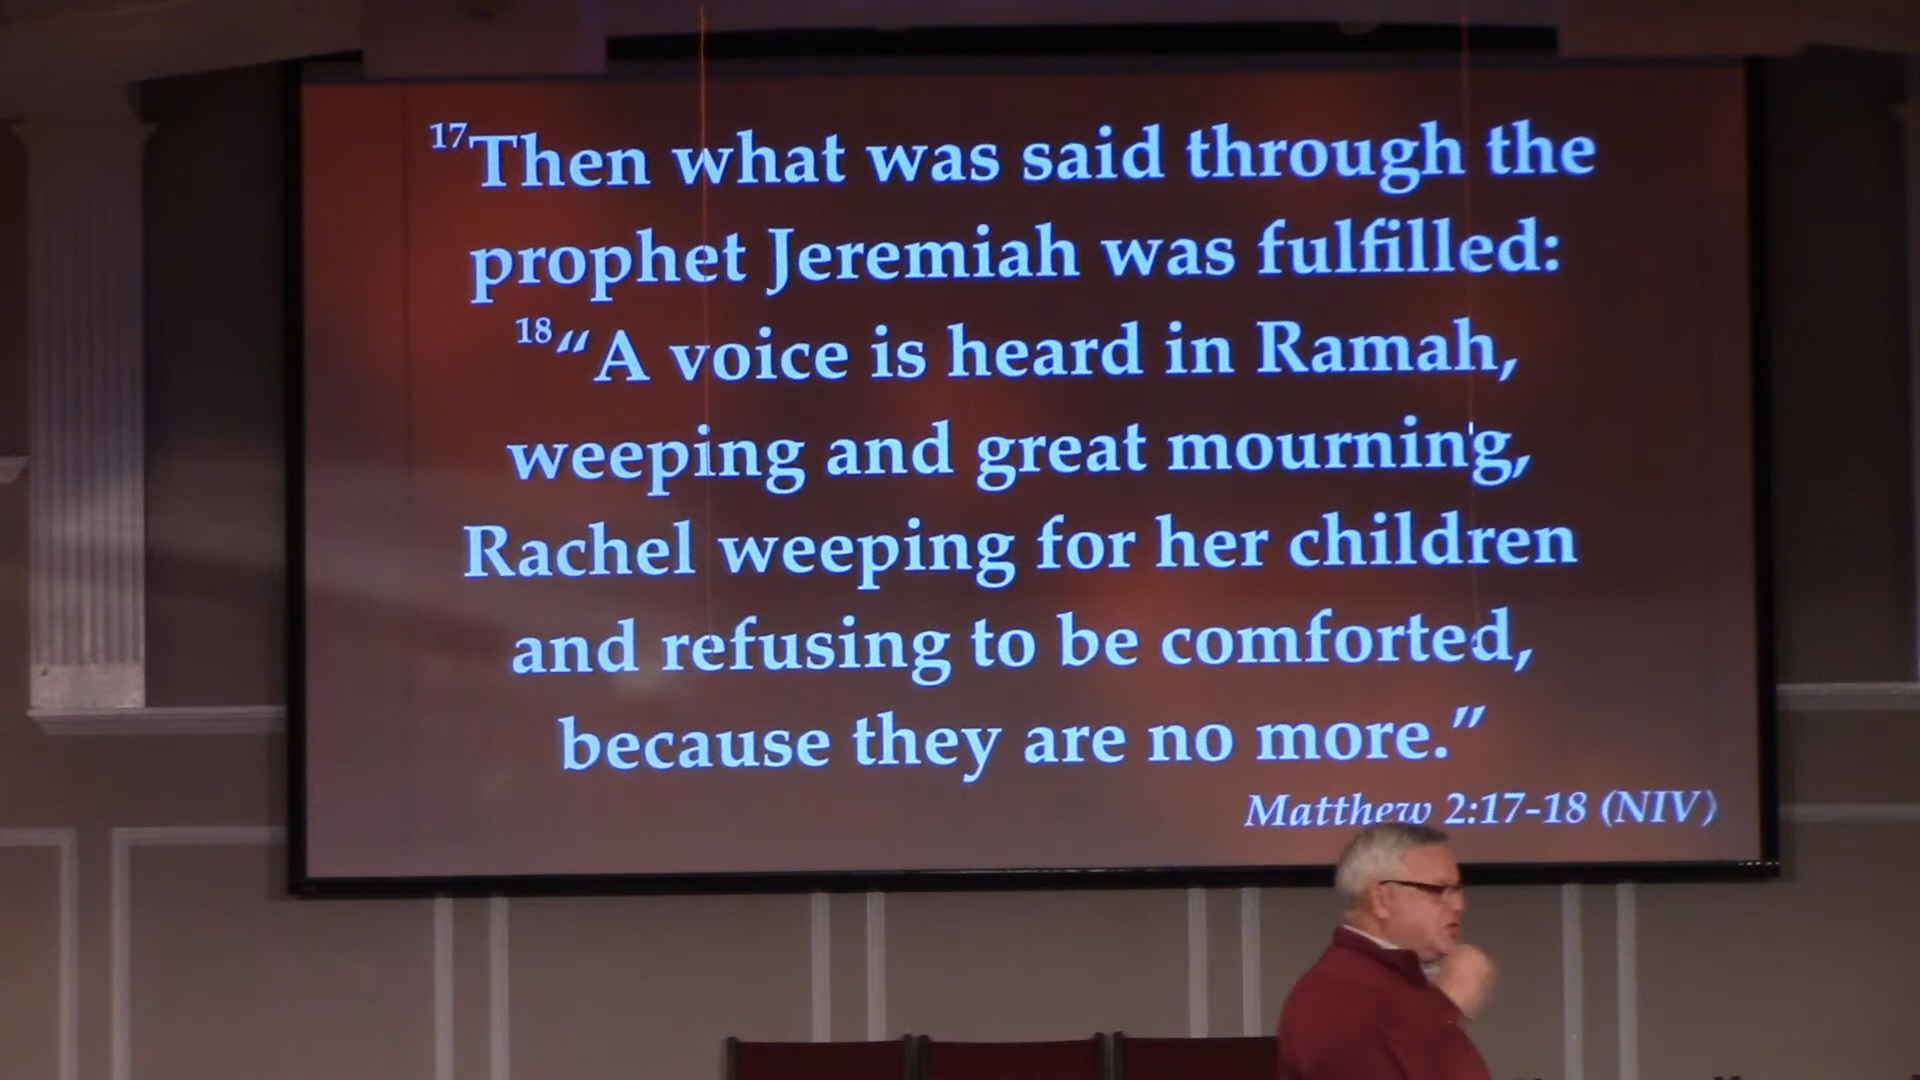 17Then what was said through the
prophet Jeremiah was fulfilled:
18“A voice is heard in Ramah,
weeping and great mourning,
Rachel weeping for her children
and refusing to be comforted,
because they are no more.”
Matthew 2:17-18 (NIV)